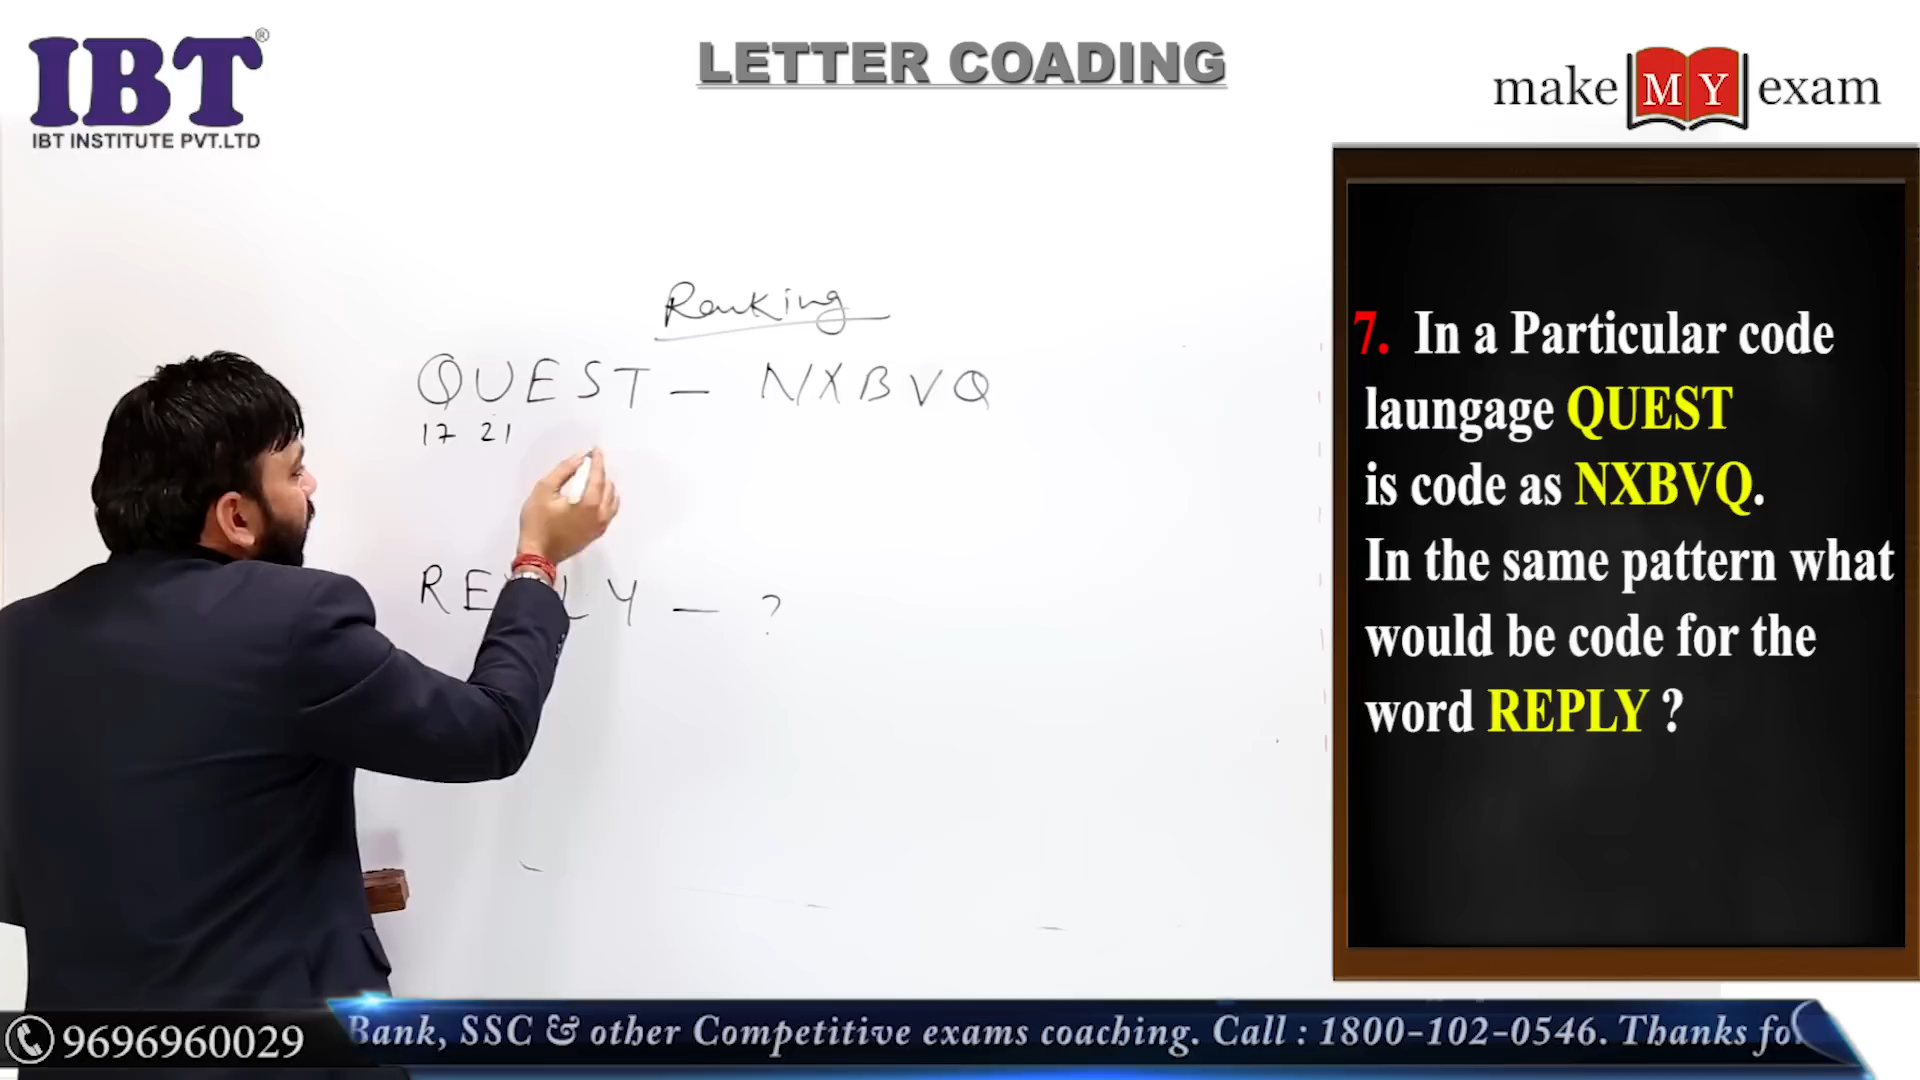 IBT®
IBT INSTITUTE PVT.LTD
LETTER COADING
make MY exam
Ranking
QUEST – NXBVQ
17 21
RE LY – ?
7. In a Particular code
laungage QUEST
is code as NXBVQ.
In the same pattern what
would be code for the
word REPLY ?
9696960029
Bank, SSC & other Competitive exams coaching. Call : 1800-102-0546. Thanks fo